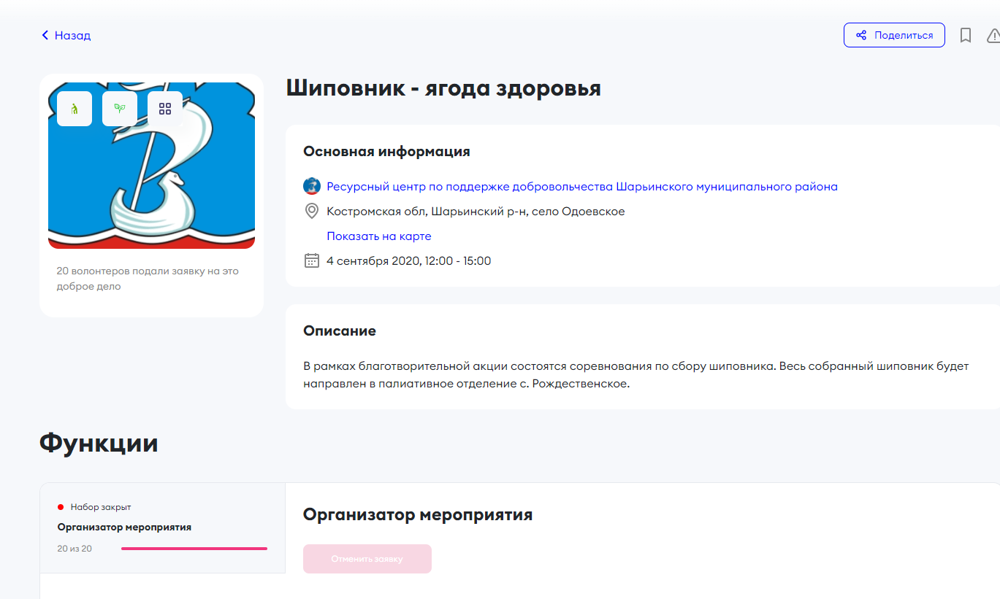 Назад
Поделиться
Шиповник - ягода здоровья
Основная информация
Ресурсный центр по поддержке добровольчества Шарьинского муниципального района
Костромская обл, Шарьинский р-н, село Одоевское
Показать на карте
4 сентября 2020, 12:00 - 15:00
20 волонтеров подали заявку на это
доброе дело
Описание
В рамках благотворительной акции состоятся соревнования по сбору шиповника. Весь собранный шиповник будет
направлен в палиативное отделение с. Рождественское.
Функции
Набор закрыт
Организатор мероприятия
20 из 20
Организатор мероприятия
Отменить заявку